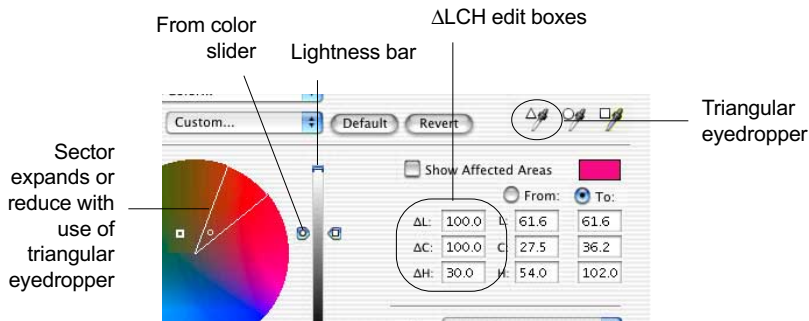 ΔLCH edit boxes
From color
slider
Lightness bar
Triangular
eyedropper
Custom...
Default
Revert
Sector
expands or
reduce with
use of
triangular
eyedropper
Show Affected Areas
From:
To:
ΔL: 100.0 L: 61.6 61.6
ΔC: 100.0 C: 27.5 36.2
ΔH: 30.0 H: 54.0 102.0